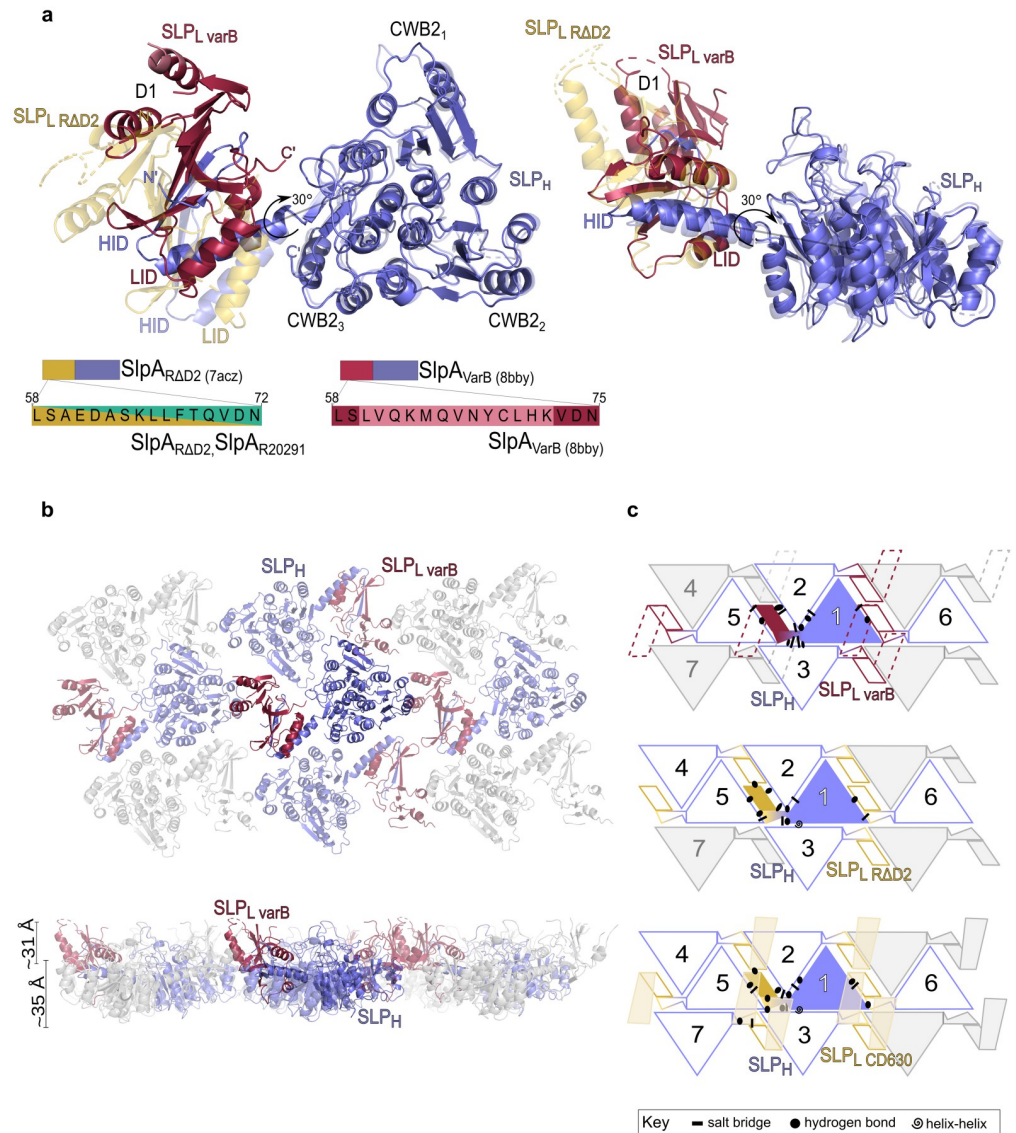 a
SLPL varB
CWB21
D1
SLPL RΔD2
N'
N'
C'
30°
SLPH
HID
LID
HID
LID
C'
CWB23
CWB22
SLPL RΔD2
SLPL varB
D1
SLPH
HID
30°
LID
SlpARΔD2 (7acz)
58 72
L S A E D A S K L L F T Q V D N
SlpARΔD2, SlpAR20291
SlpAVarB (8bby)
58 75
L S L V Q K M Q V N Y C L H K V D N
SlpAVarB (8bby)
b
SLPH
SLPL varB
SLPL varB
~31 Å
~35 Å
SLPH
c
4 2
5 1 6
7 3
SLPH SLPL varB
4 2
5 1 6
7 3
SLPH SLPL RΔD2
4 2
5 1 6
7 3
SLPH SLPL CD630
Key salt bridge hydrogen bond helix-helix